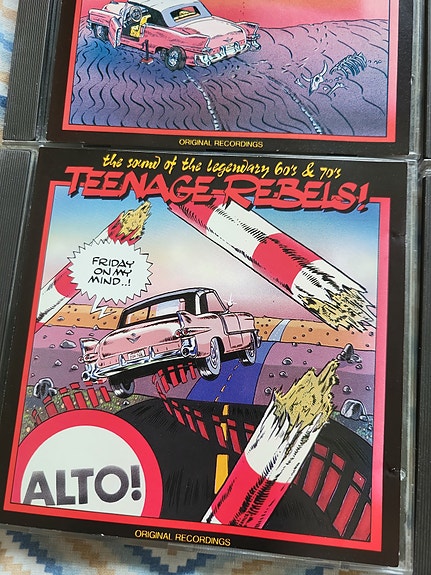 ORIGINAL RECORDINGS
the sound of the legendary 60's & 70's
TEENAGE-REBELS!
FRIDAY
ON MY
MIND..!
ALTO!
ORIGINAL RECORDINGS